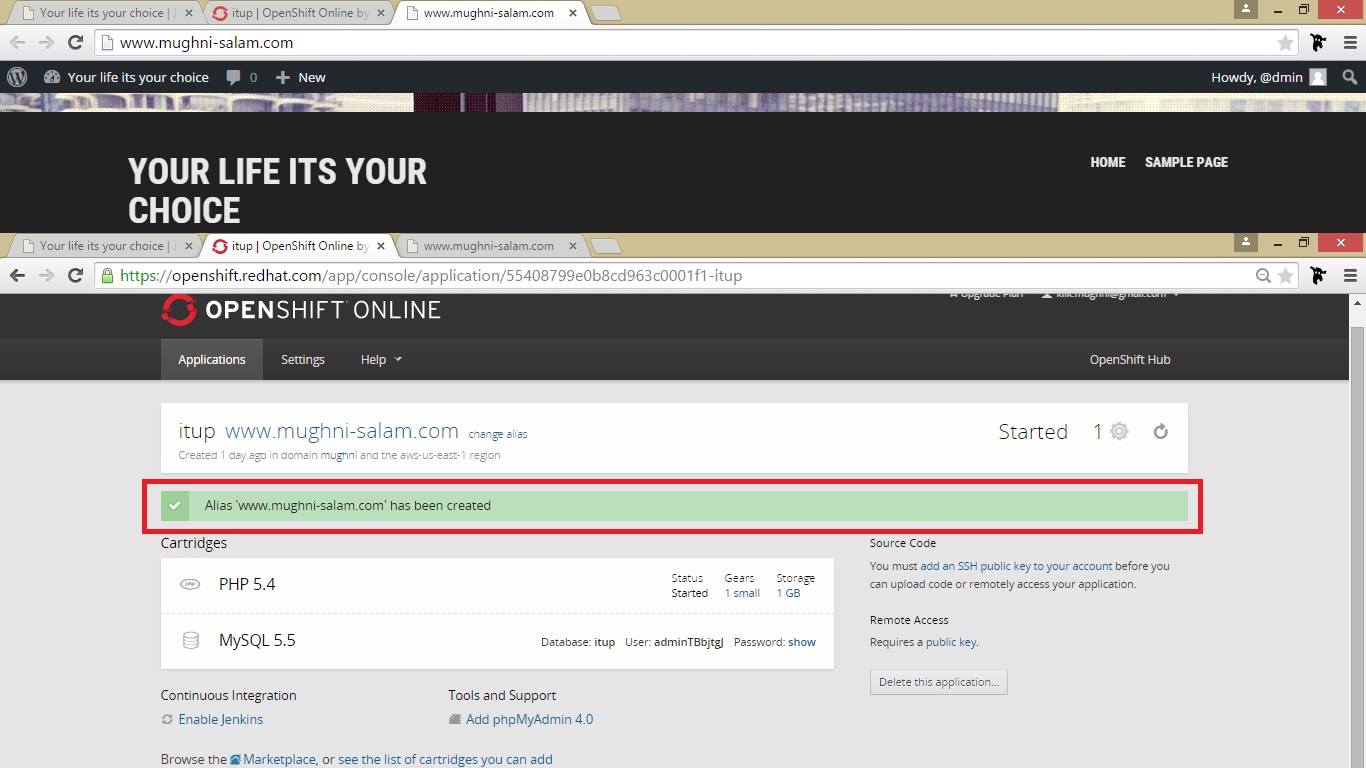 Your life its your choice | J
itup | OpenShift Online by
www.mughni-salam.com
www.mughni-salam.com
Your life its your choice 0 New Howdy, @dmin
YOUR LIFE ITS YOUR
CHOICE
HOME SAMPLE PAGE
Your life its your choice | J
itup | OpenShift Online by
www.mughni-salam.com
https://openshift.redhat.com/app/console/application/55408799e0b8cd963c0001f1-itup
OPENSHIFT ONLINE
Upgrade Plan
Applications Settings Help OpenShift Hub
itup www.mughni-salam.com change alias
Started 1
Created 1 day ago in domain mughni and the aws-us-east-1 region
Alias 'www.mughni-salam.com' has been created
Cartridges
PHP 5.4
Status Gears Storage
Started 1 small 1 GB
MySQL 5.5
Database: itup User: adminTBbjtgJ Password: show
Source Code
You must add an SSH public key to your account before you
can upload code or remotely access your application.
Remote Access
Requires a public key.
Delete this application...
Continuous Integration
Enable Jenkins
Tools and Support
Add phpMyAdmin 4.0
Browse the Marketplace, or see the list of cartridges you can add